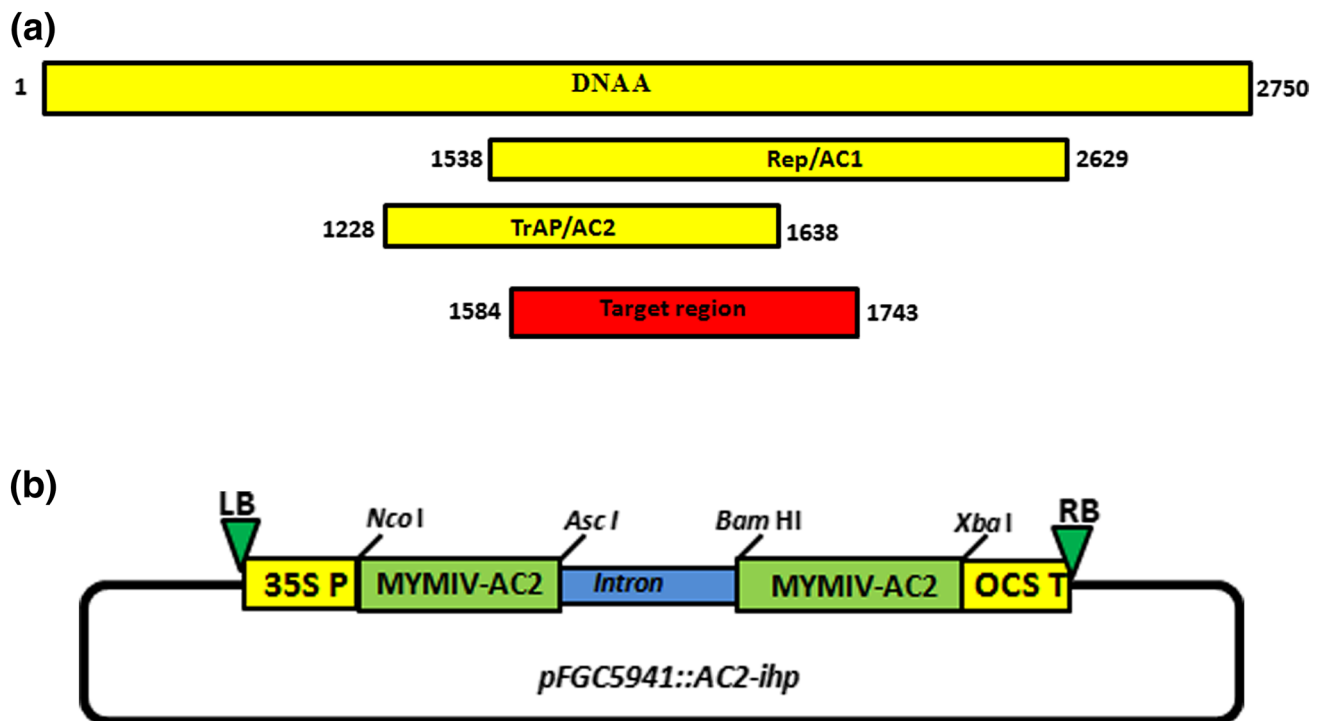 (a)
1 DNAA 2750
1538 Rep/AC1 2629
1228 TrAP/AC2 1638
1584 Target region 1743
(b)
LB Nco I Asc I Bam HI Xba I RB
35S P MYMIV-AC2 Intron MYMIV-AC2 OCS T
pFGC5941::AC2-ihp